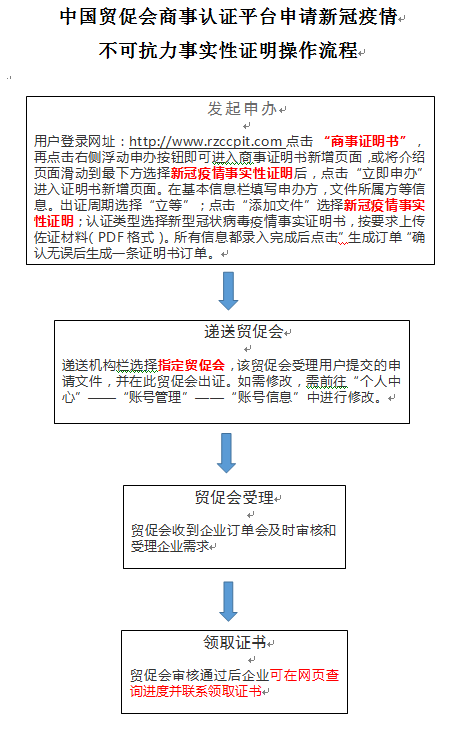 中国贸促会商事认证平台申请新冠疫情
不可抗力事实性证明操作流程
发起申办
用户登录网址：http://www.rzccpit.com 点击 “商事证明书”，
再点击右侧浮动申办按钮即可进入商事证明书新增页面，或将介绍
页面滑动到最下方选择新冠疫情事实性证明后，点击“立即申办”
进入证明书新增页面。在基本信息栏填写申办方，文件所属方等信
息。出证周期选择“立等”；点击“添加文件”选择新冠疫情事实
性证明；认证类型选择新型冠状病毒疫情事实证明书，按要求上传
佐证材料(PDF格式)。所有信息都录入完成后点击”生成订单“确
认无误后生成一条证明书订单。
递送贸促会
递送机构栏选择指定贸促会，该贸促会受理用户提交的申
请文件，并在此贸促会出证。如需修改，需前往“个人中
心”——“账号管理”——“账号信息”中进行修改。
贸促会受理
贸促会收到企业订单会及时审核和
受理企业需求
领取证书
贸促会审核通过后企业可在网页查
询进度并联系领取证书